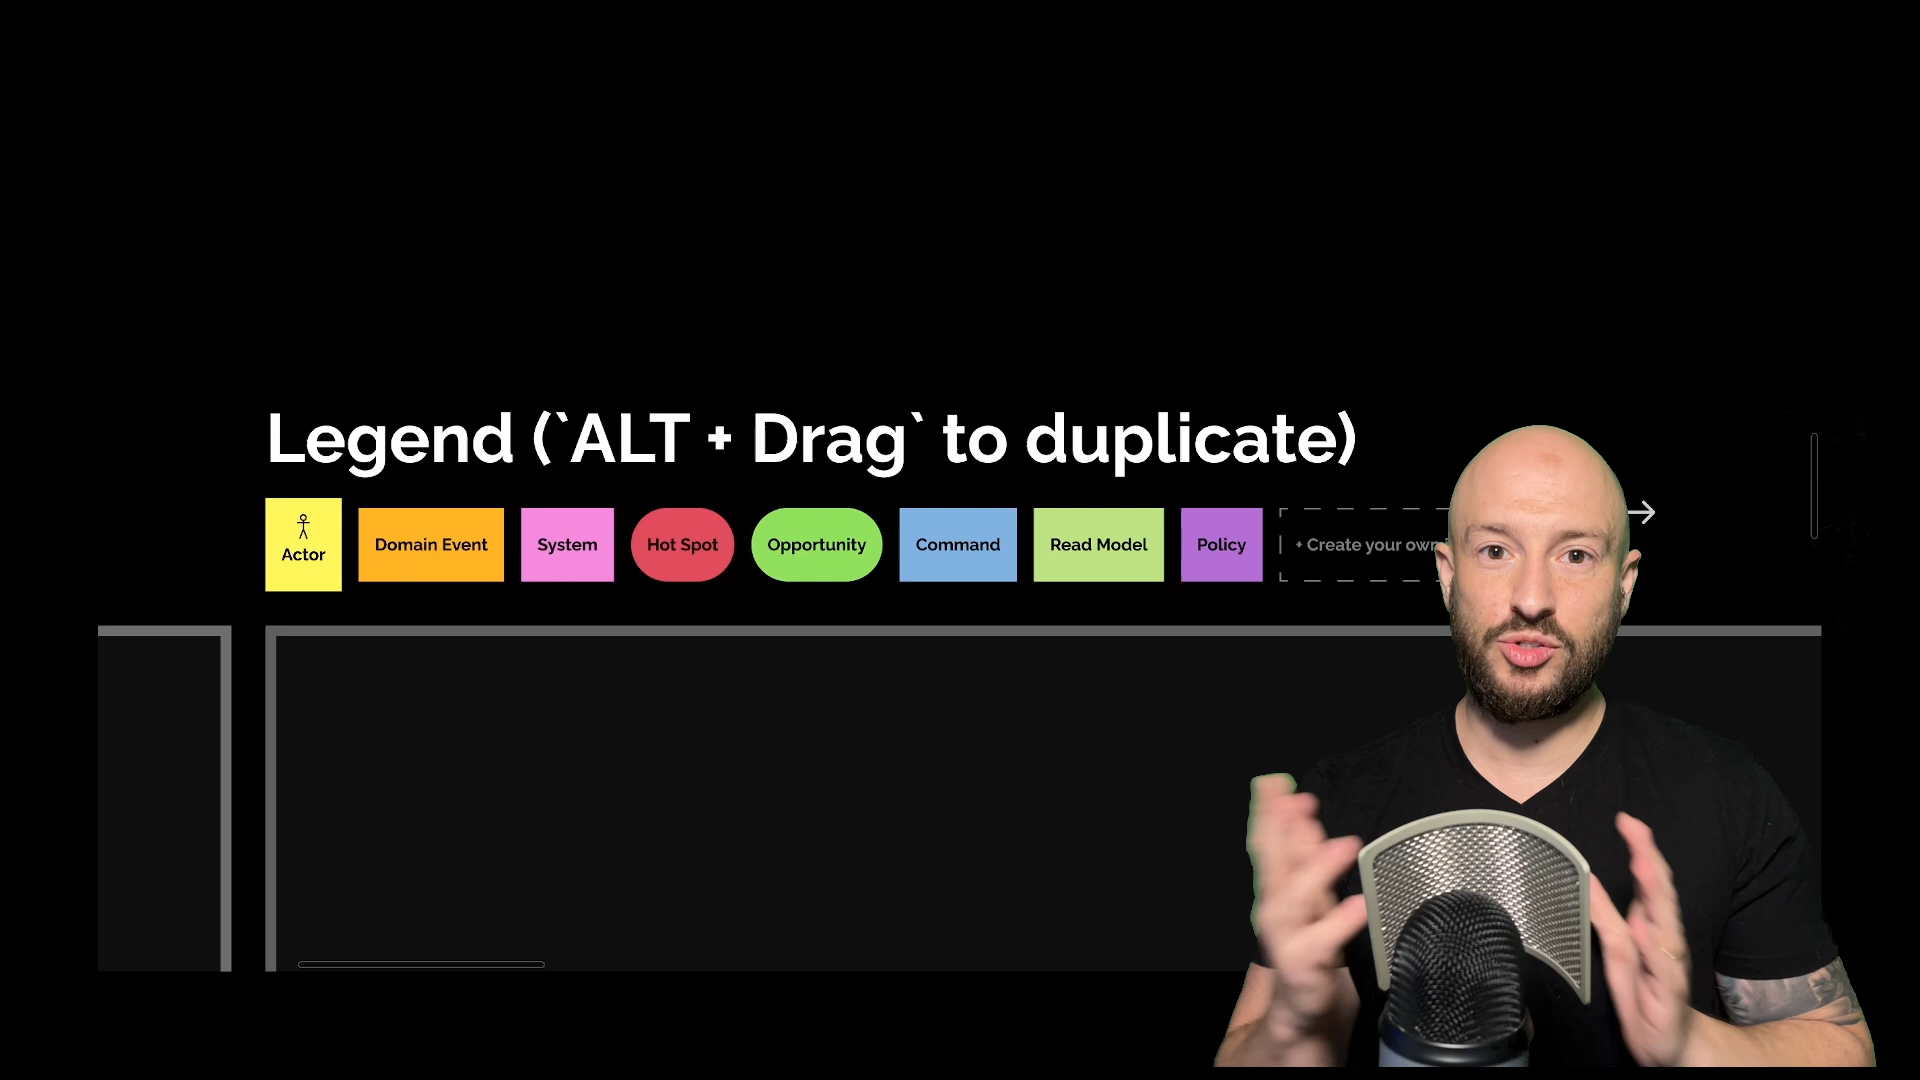 Legend (`ALT + Drag` to duplicate)
Actor
Domain Event
System
Hot Spot
Opportunity
Command
Read Model
Policy
+ Create your own